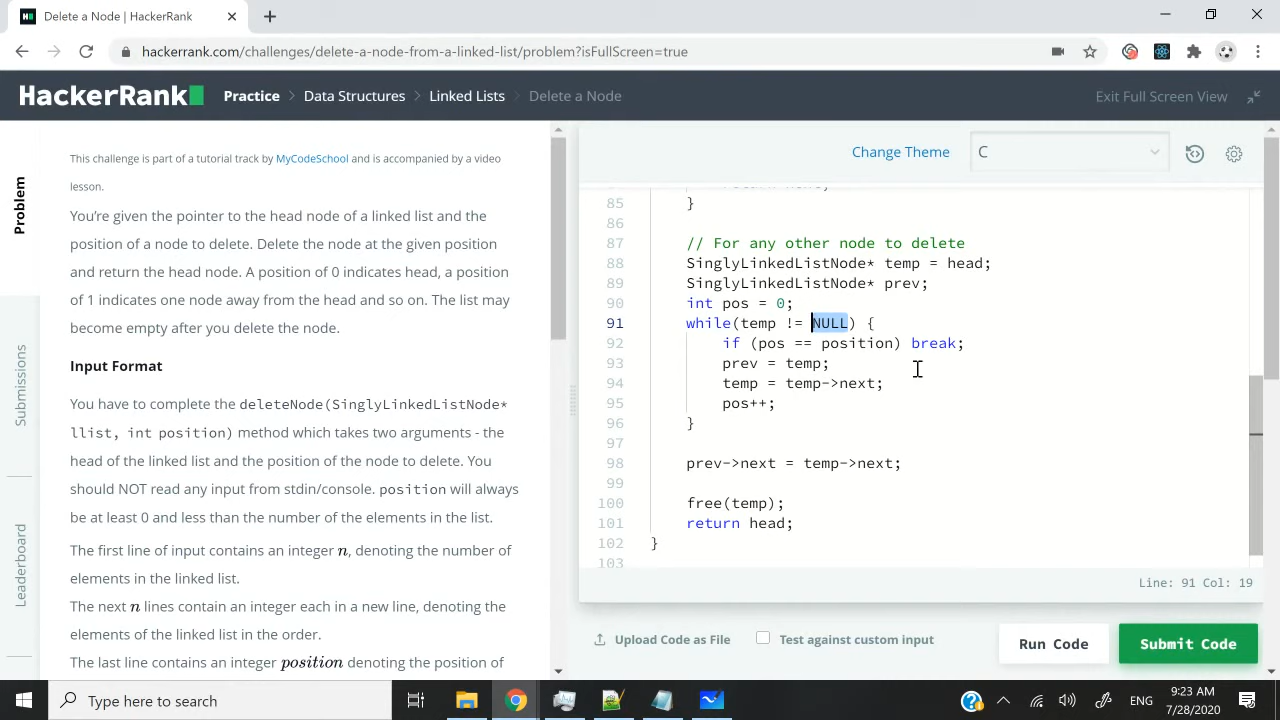 Delete a Node | HackerRank
hackerrank.com/challenges/delete-a-node-from-a-linked-list/problem?isFullScreen=true
HackerRank Practice > Data Structures > Linked Lists > Delete a Node
Exit Full Screen View
Problem
Submissions
Leaderboard
This challenge is part of a tutorial track by MyCodeSchool and is accompanied by a video
lesson.
You're given the pointer to the head node of a linked list and the
position of a node to delete. Delete the node at the given position
and return the head node. A position of 0 indicates head, a position
of 1 indicates one node away from the head and so on. The list may
become empty after you delete the node.
Input Format
You have to complete the deleteNode(SinglyLinkedListNode*
llist, int position) method which takes two arguments - the
head of the linked list and the position of the node to delete. You
should NOT read any input from stdin/console. position will always
be at least 0 and less than the number of the elements in the list.
The first line of input contains an integer n, denoting the number of
elements in the linked list.
The next n lines contain an integer each in a new line, denoting the
elements of the linked list in the order.
The last line contains an integer position denoting the position of
Change Theme
C
85 }
86
87 // For any other node to delete
88 SinglyLinkedListNode* temp = head;
89 SinglyLinkedListNode* prev;
90 int pos = 0;
91 while(temp != NULL) {
92 if (pos == position) break;
93 prev = temp;
94 temp = temp->next;
95 pos++;
96 }
97
98 prev->next = temp->next;
99
100 free(temp);
101 return head;
102 }
103
Line: 91 Col: 19
Upload Code as File
Test against custom input
Run Code
Submit Code
Type here to search
ENG
9:23 AM
7/28/2020